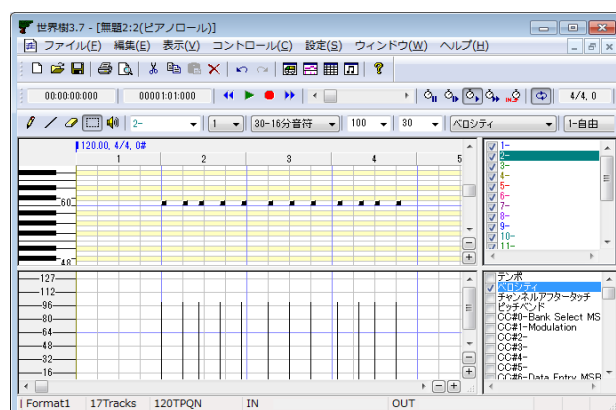 世界樹3.7 - [無題2:2(ピアノロール)]
ファイル(F) 編集(E) 表示(V) コントロール(C) 設定(S) ウィンドウ(W) ヘルプ(H)
00:00:00:000 00001:01:000 4/4, 0
2- 1 30-16分音符 100 30 ベロシティ 1-自由
120.00, 4/4, 0#
1 2 3 4 5
60
48
1-
2-
3-
4-
5-
6-
7-
8-
9-
10-
11-
127
112
96
80
64
48
32
16
テンポ
ベロシティ
チャンネルアフタータッチ
ピッチベンド
CC#0-Bank Select MS
CC#1-Modulation
CC#2-
CC#3-
CC#4-
CC#5-
CC#6-Data Entry MSB
Format1 17Tracks 120TPQN IN OUT